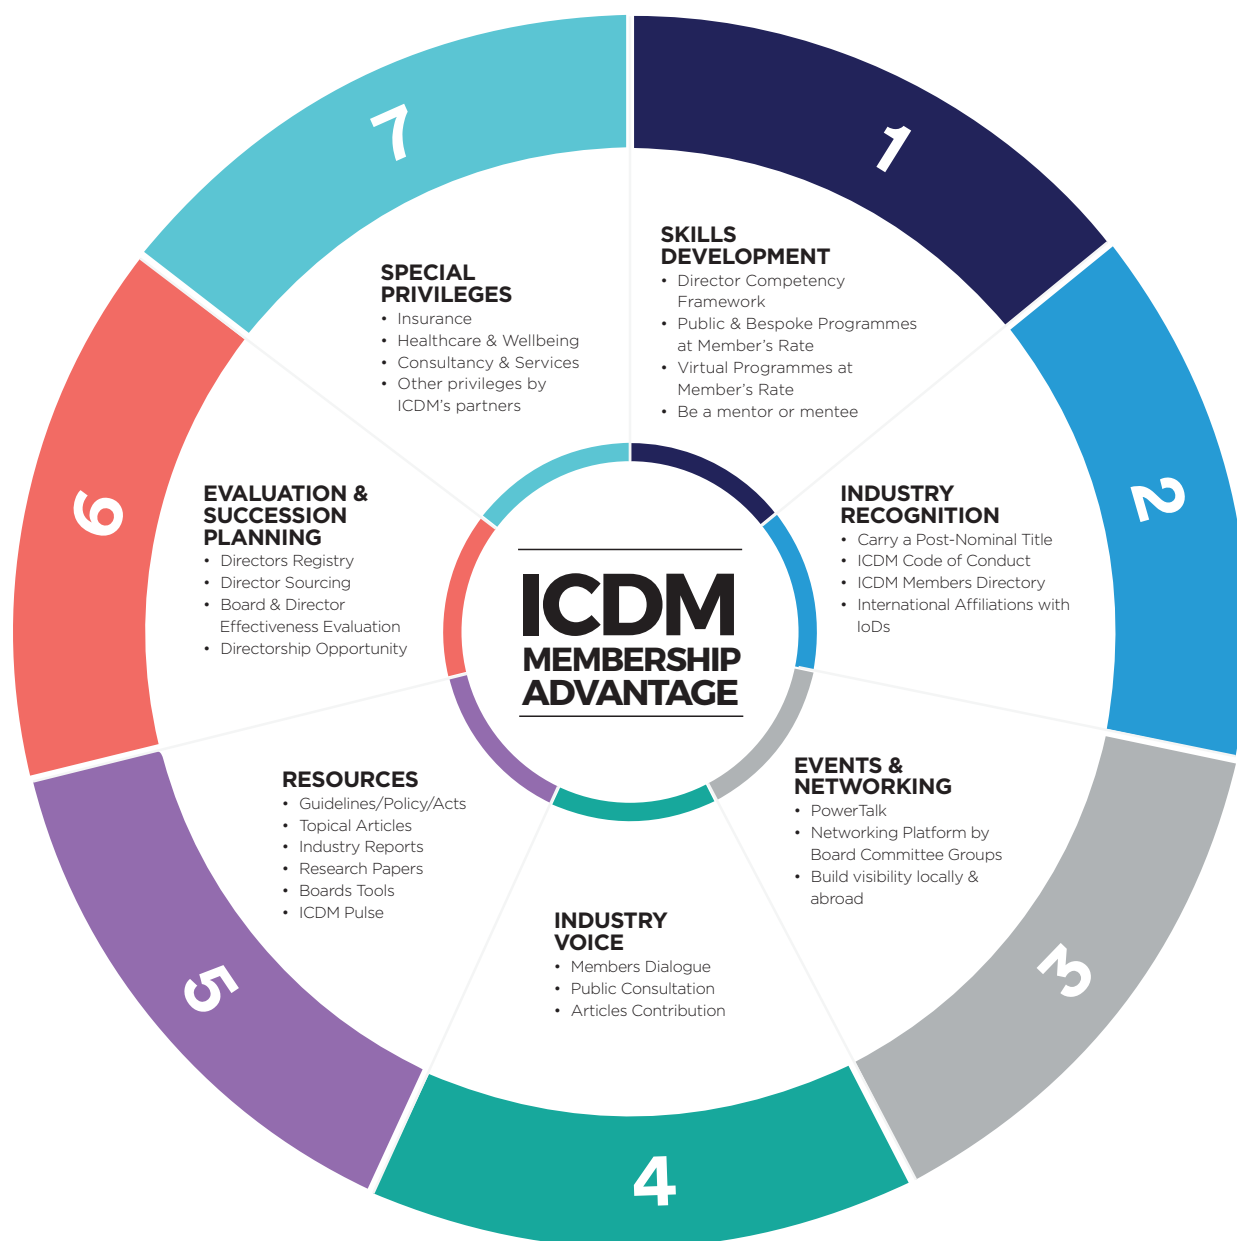 1
SKILLS
DEVELOPMENT
• Director Competency
Framework
• Public & Bespoke Programmes
at Member’s Rate
• Virtual Programmes at
Member’s Rate
• Be a mentor or mentee
2
INDUSTRY
RECOGNITION
• Carry a Post-Nominal Title
• ICDM Code of Conduct
• ICDM Members Directory
• International Affiliations with
IoDs
3
EVENTS &
NETWORKING
• PowerTalk
• Networking Platform by
Board Committee Groups
• Build visibility locally &
abroad
4
INDUSTRY
VOICE
• Members Dialogue
• Public Consultation
• Articles Contribution
5
RESOURCES
• Guidelines/Policy/Acts
• Topical Articles
• Industry Reports
• Research Papers
• Boards Tools
• ICDM Pulse
6
EVALUATION &
SUCCESSION
PLANNING
• Directors Registry
• Director Sourcing
• Board & Director
Effectiveness Evaluation
• Directorship Opportunity
7
SPECIAL
PRIVILEGES
• Insurance
• Healthcare & Wellbeing
• Consultancy & Services
• Other privileges by
ICDM’s partners
ICDM
MEMBERSHIP
ADVANTAGE